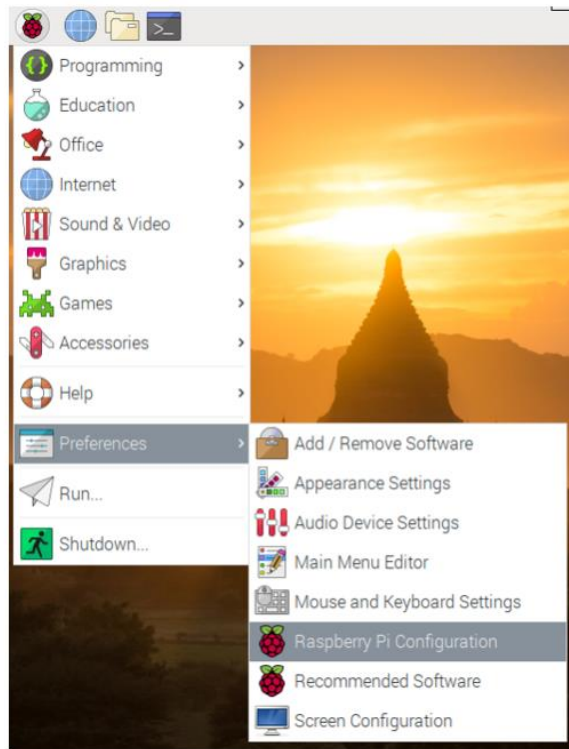 Programming
Education
Office
Internet
Sound & Video
Graphics
Games
Accessories
Help
Preferences
Run...
Shutdown...
Add / Remove Software
Appearance Settings
Audio Device Settings
Main Menu Editor
Mouse and Keyboard Settings
Raspberry Pi Configuration
Recommended Software
Screen Configuration